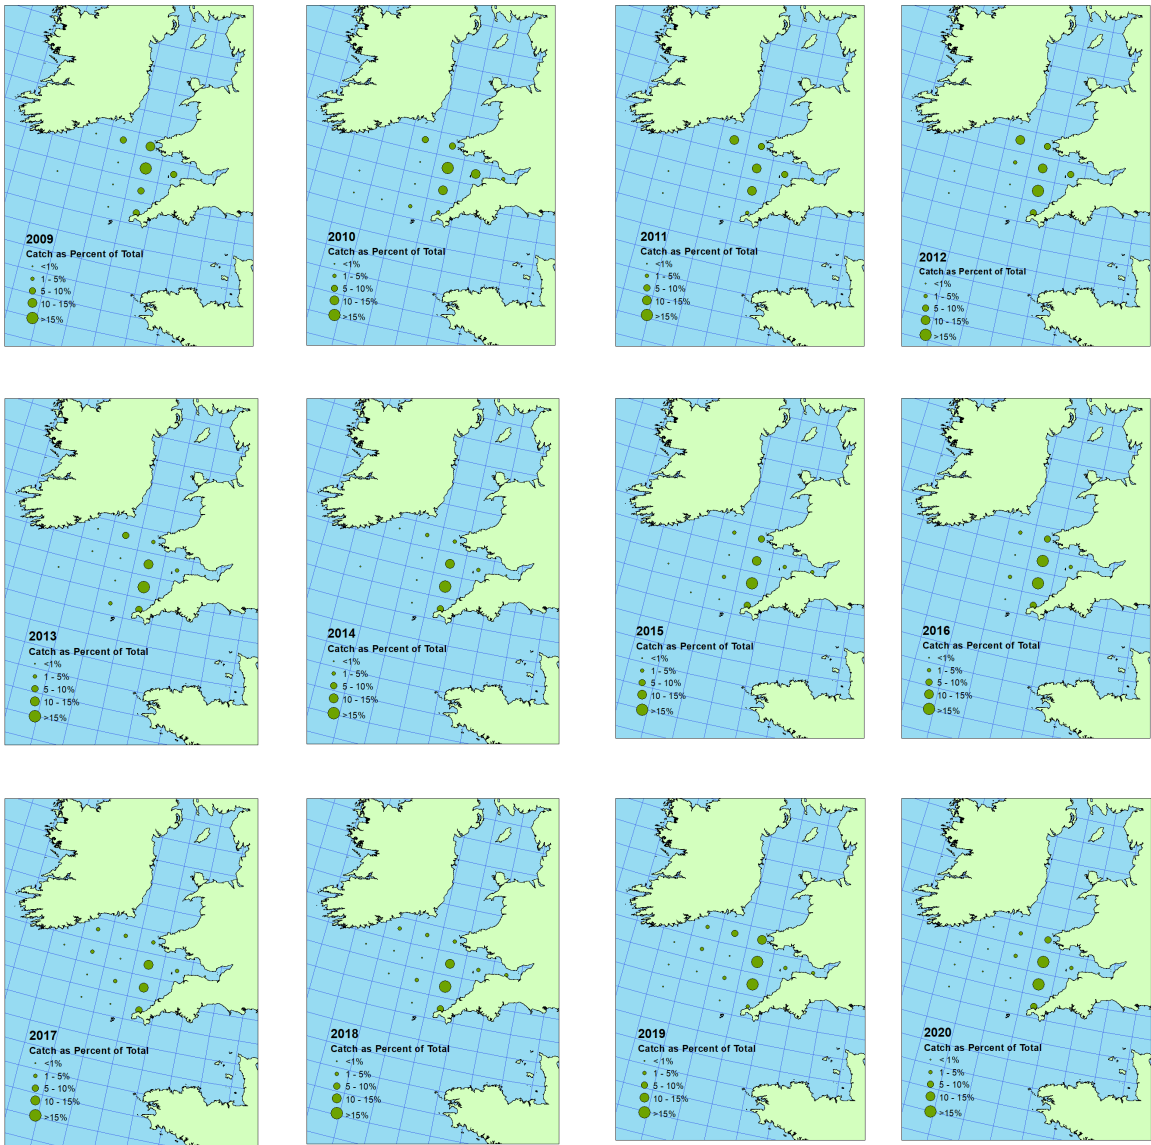 2009
Catch as Percent of Total
<1%
1 - 5%
5 - 10%
10 - 15%
>15%
2010
Catch as Percent of Total
<1%
1 - 5%
5 - 10%
10 - 15%
>15%
2011
Catch as Percent of Total
<1%
1 - 5%
5 - 10%
10 - 15%
>15%
2012
Catch as Percent of Total
<1%
1 - 5%
5 - 10%
10 - 15%
>15%
2013
Catch as Percent of Total
<1%
1 - 5%
5 - 10%
10 - 15%
>15%
2014
Catch as Percent of Total
<1%
1 - 5%
5 - 10%
10 - 15%
>15%
2015
Catch as Percent of Total
<1%
1 - 5%
5 - 10%
10 - 15%
>15%
2016
Catch as Percent of Total
<1%
1 - 5%
5 - 10%
10 - 15%
>15%
2017
Catch as Percent of Total
<1%
1 - 5%
5 - 10%
10 - 15%
>15%
2018
Catch as Percent of Total
<1%
1 - 5%
5 - 10%
10 - 15%
>15%
2019
Catch as Percent of Total
<1%
1 - 5%
5 - 10%
10 - 15%
>15%
2020
Catch as Percent of Total
<1%
1 - 5%
5 - 10%
10 - 15%
>15%